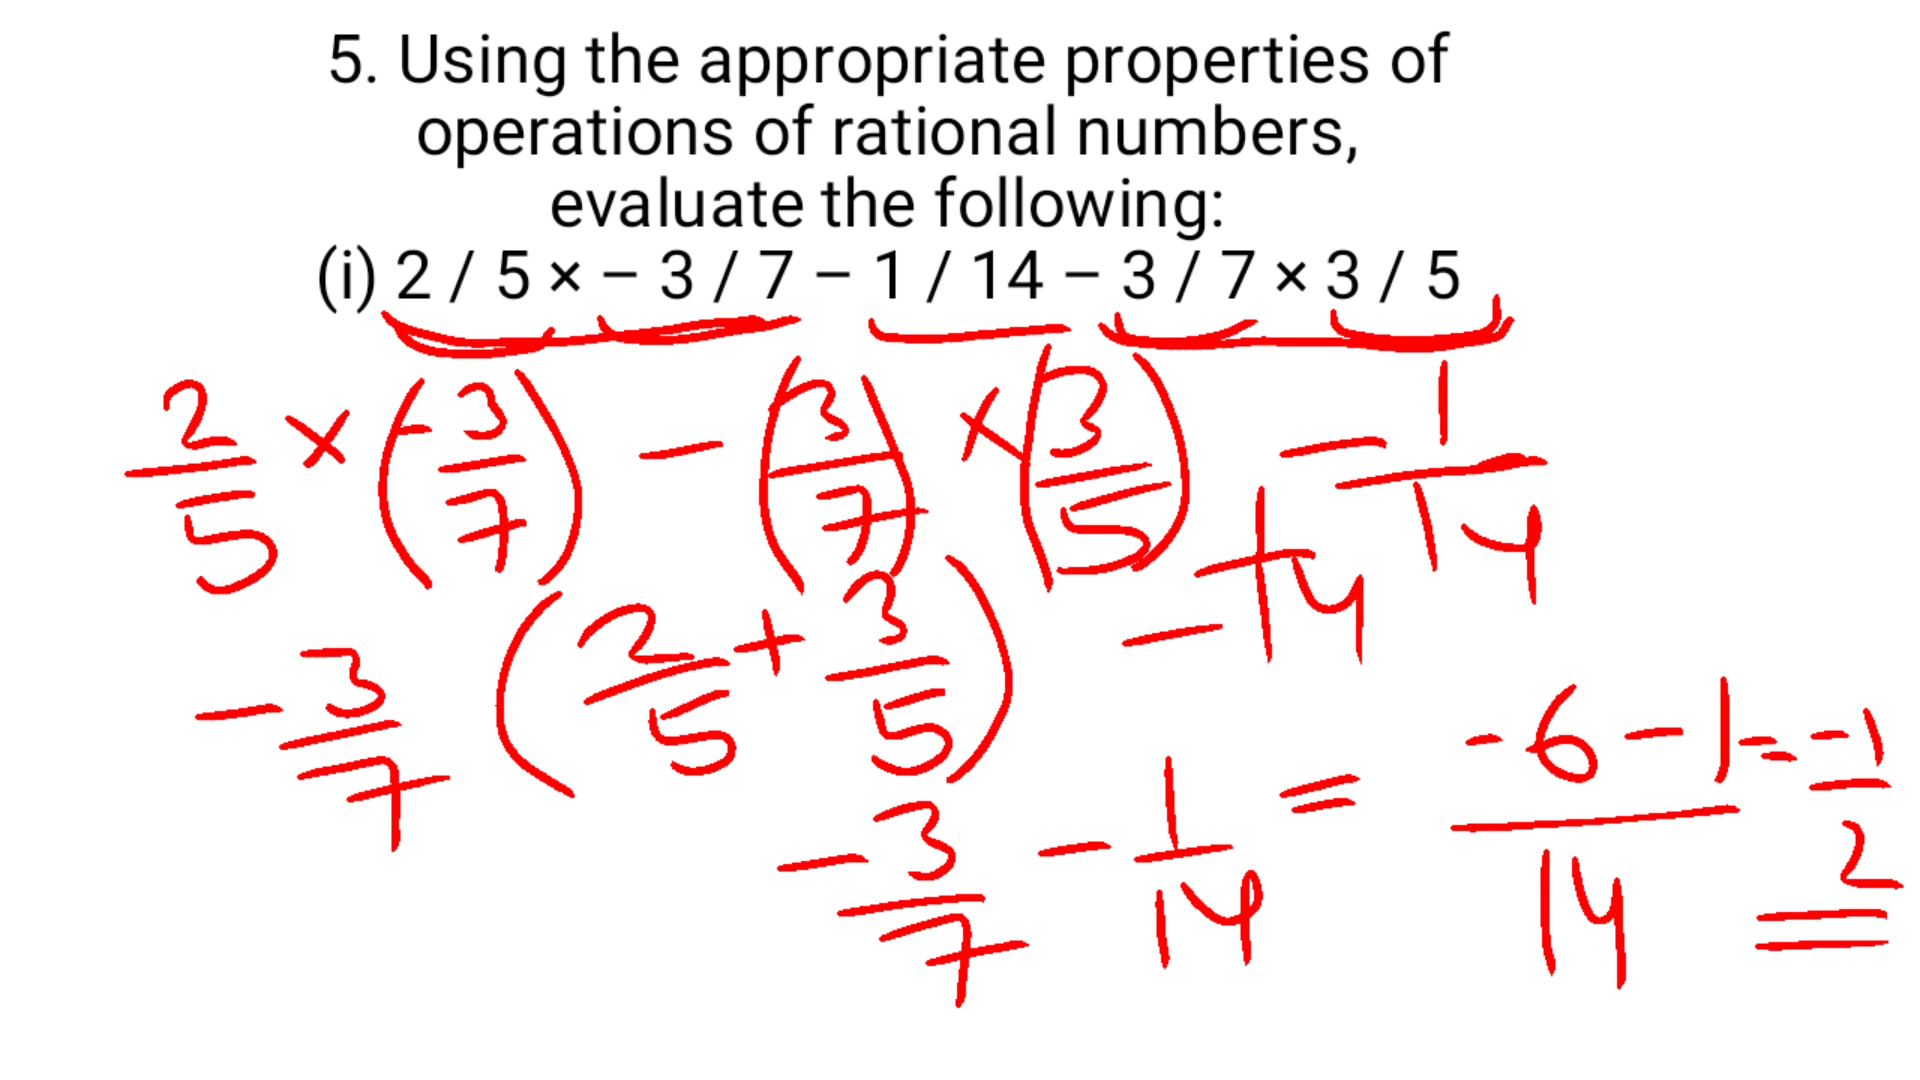 5. Using the appropriate properties of
operations of rational numbers,
evaluate the following:
(i) 2 / 5 × – 3 / 7 – 1 / 14 – 3 / 7 × 3 / 5
2/5 × (-3/7) - (3/7) × (3/5) - 1/14
-3/7 (2/5 + 3/5) - 1/14
-3/7 - 1/14 = -6-1/14 = -1/2